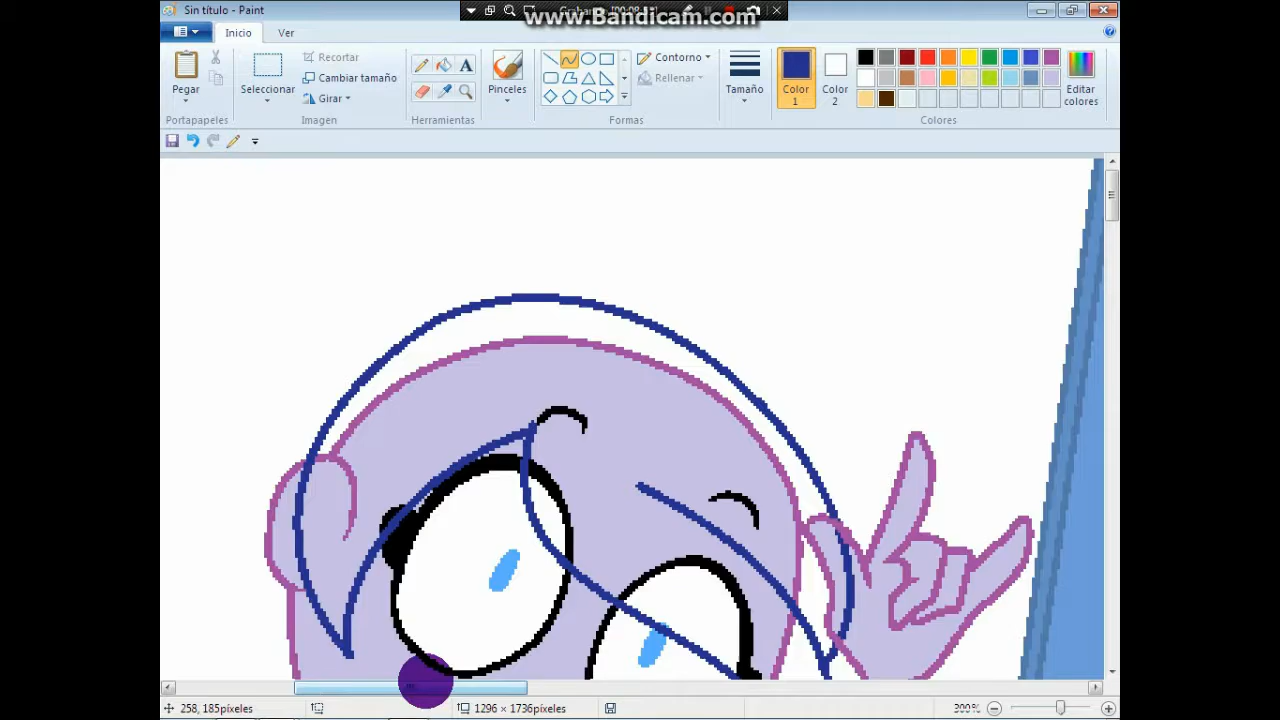 Sin título - Paint
www.Bandicam.com
Inicio
Ver
Pegar
Recortar
Cambiar tamaño
Girar
Seleccionar
Pinceles
Contorno
Rellenar
Tamaño
Color 1
Color 2
Editar colores
Portapapeles
Imagen
Herramientas
Formas
Colores
258, 185píxeles
1296 × 1736píxeles
300%